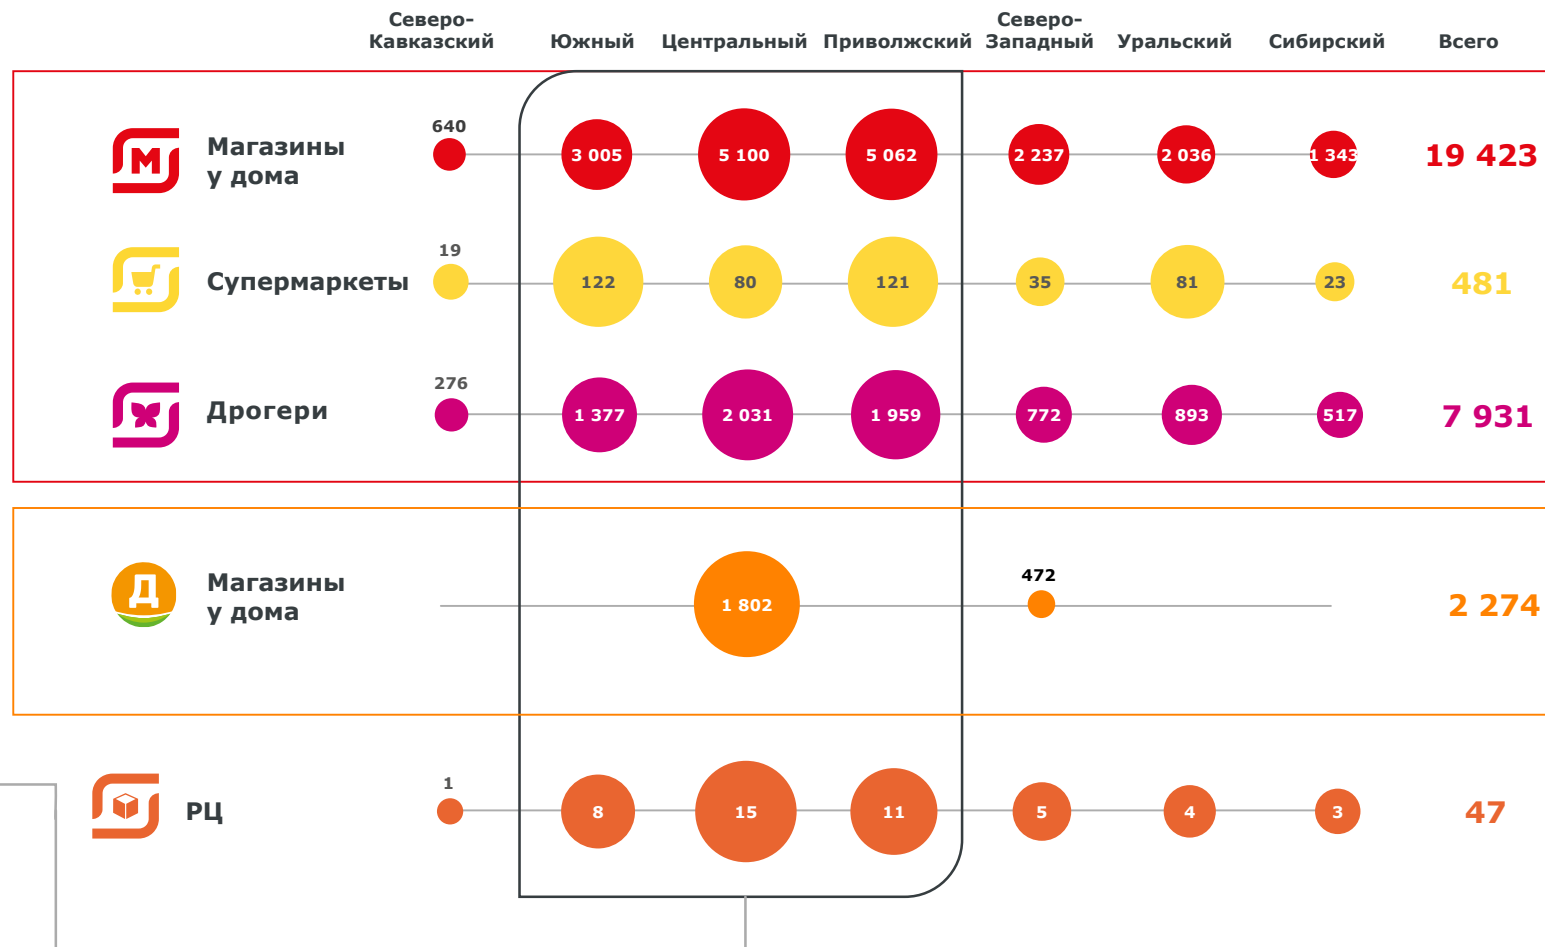 Северо-
Кавказский
Южный
Центральный
Приволжский
Северо-
Западный
Уральский
Сибирский
Всего
М
Магазины
у дома
640
3 005
5 100
5 062
2 237
2 036
1 343
19 423
Супермаркеты
19
122
80
121
35
81
23
481
Дрогери
276
1 377
2 031
1 959
772
893
517
7 931
Д
Магазины
у дома
1 802
472
2 274
РЦ
1
8
15
11
5
4
3
47